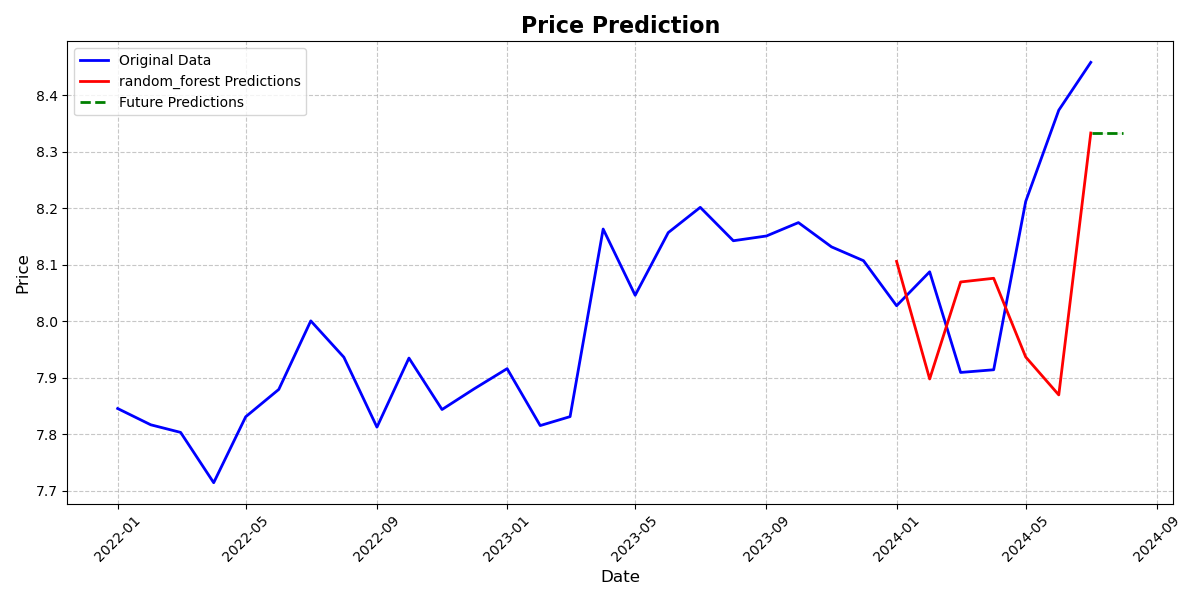 Price Prediction
Original Data
random_forest Predictions
Future Predictions
Price
8.4
8.3
8.2
8.1
8.0
7.9
7.8
7.7
2022-01
2022-05
2022-09
2023-01
2023-05
2023-09
2024-01
2024-05
2024-09
Date